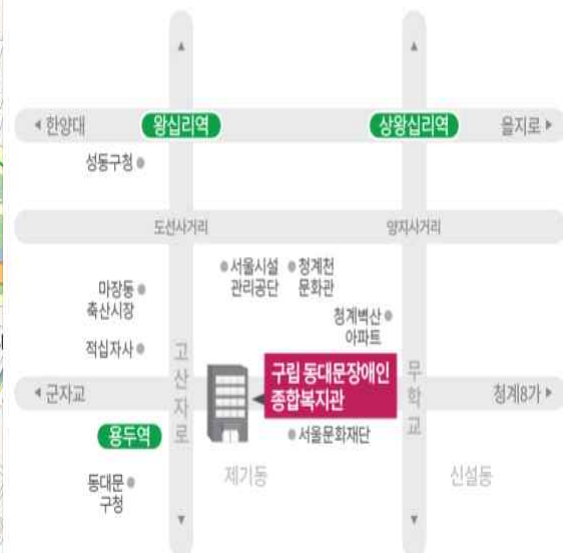 ◂ 한양대
왕십리역
상왕십리역
을지로 ▸
성동구청
도선사거리
양지사거리
서울시설
관리공단
청계천
문화관
마장동
축산시장
청계벽산
아파트
적십자사
고산자로
무학교
구립 동대문장애인
종합복지관
◂ 군자교
청계8가 ▸
용두역
서울문화재단
동대문
구청
제기동
신설동